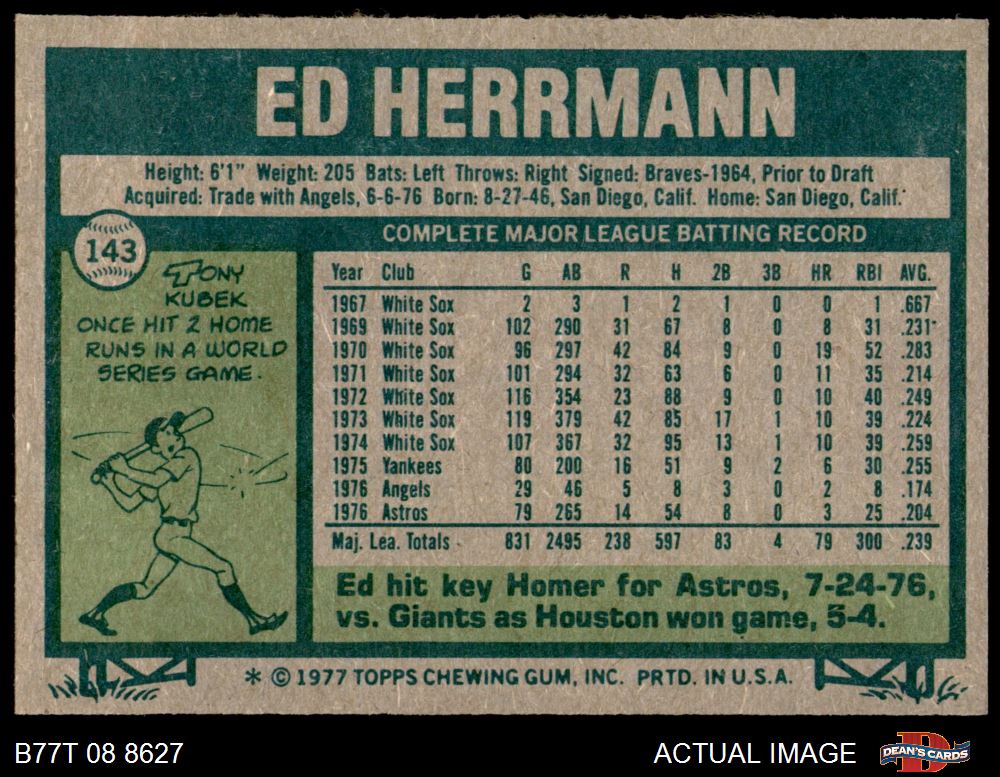 ED HERRMANN
Height: 6'1" Weight: 205 Bats: Left Throws: Right Signed: Braves-1964, Prior to Draft
Acquired: Trade with Angels, 6-6-76 Born: 8-27-46, San Diego, Calif. Home: San Diego, Calif.
143
TONY
KUBEK
ONCE HIT 2 HOME
RUNS IN A WORLD
SERIES GAME.
COMPLETE MAJOR LEAGUE BATTING RECORD
Year Club G AB R H 2B 3B HR RBI AVG.
1967 White Sox 2 3 1 2 1 0 0 1 .667
1969 White Sox 102 290 31 67 8 0 8 31 .231
1970 White Sox 96 297 42 84 9 0 19 52 .283
1971 White Sox 101 294 32 63 6 0 11 35 .214
1972 White Sox 116 354 23 88 9 0 10 40 .249
1973 White Sox 119 379 42 85 17 1 10 39 .224
1974 White Sox 107 367 32 95 13 1 10 39 .259
1975 Yankees 80 200 16 51 9 2 6 30 .255
1976 Angels 29 46 5 8 3 0 2 8 .174
1976 Astros 79 265 14 54 8 0 3 25 .204
Maj. Lea. Totals 831 2495 238 597 83 4 79 300 .239
Ed hit key Homer for Astros, 7-24-76,
vs. Giants as Houston won game, 5-4.
* © 1977 TOPPS CHEWING GUM, INC. PRTD. IN U.S.A.
B77T 08 8627 ACTUAL IMAGE DEAN'S CARDS